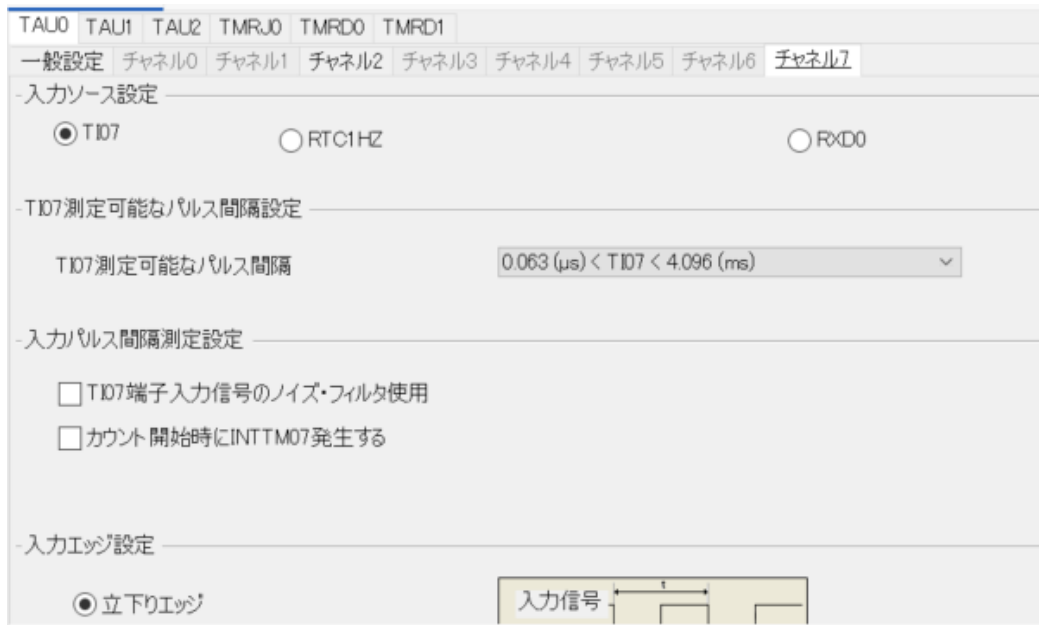 TAU0 TAU1 TAU2 TMRJ0 TMRD0 TMRD1
一般設定 チャネル0 チャネル1 チャネル2 チャネル3 チャネル4 チャネル5 チャネル6 チャネル7
入力ソース設定
TI07 RTC1HZ RXD0
TI07測定可能なパルス間隔設定
TI07測定可能なパルス間隔 0.063 (μs) < TI07 < 4.096 (ms)
入力パルス間隔測定設定
TI07端子入力信号のノイズ・フィルタ使用
カウント開始時にINTTM07発生する
入力エッジ設定
立下りエッジ 入力信号 t